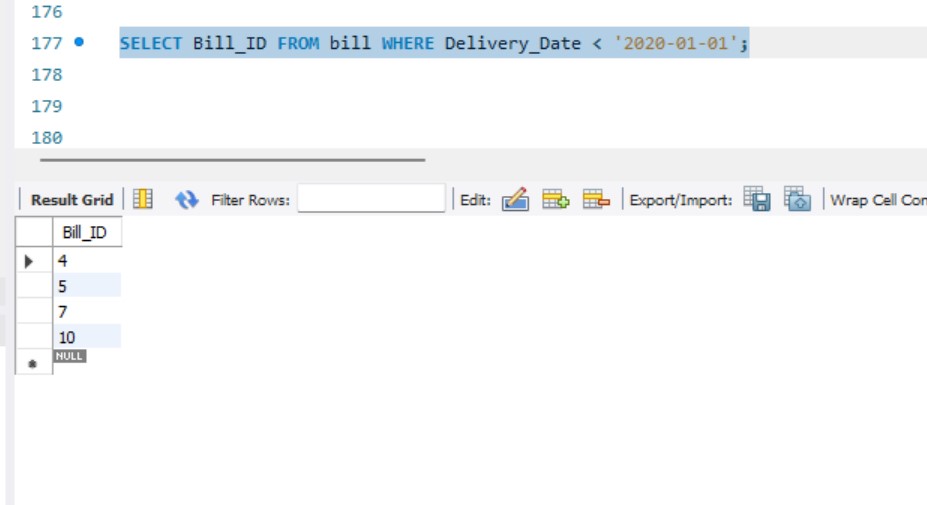 176
177 SELECT Bill_ID FROM bill WHERE Delivery_Date < '2020-01-01';
178
179
180
Result Grid Filter Rows: Edit: Export/Import: Wrap Cell Con
Bill_ID
4
5
7
10
NULL